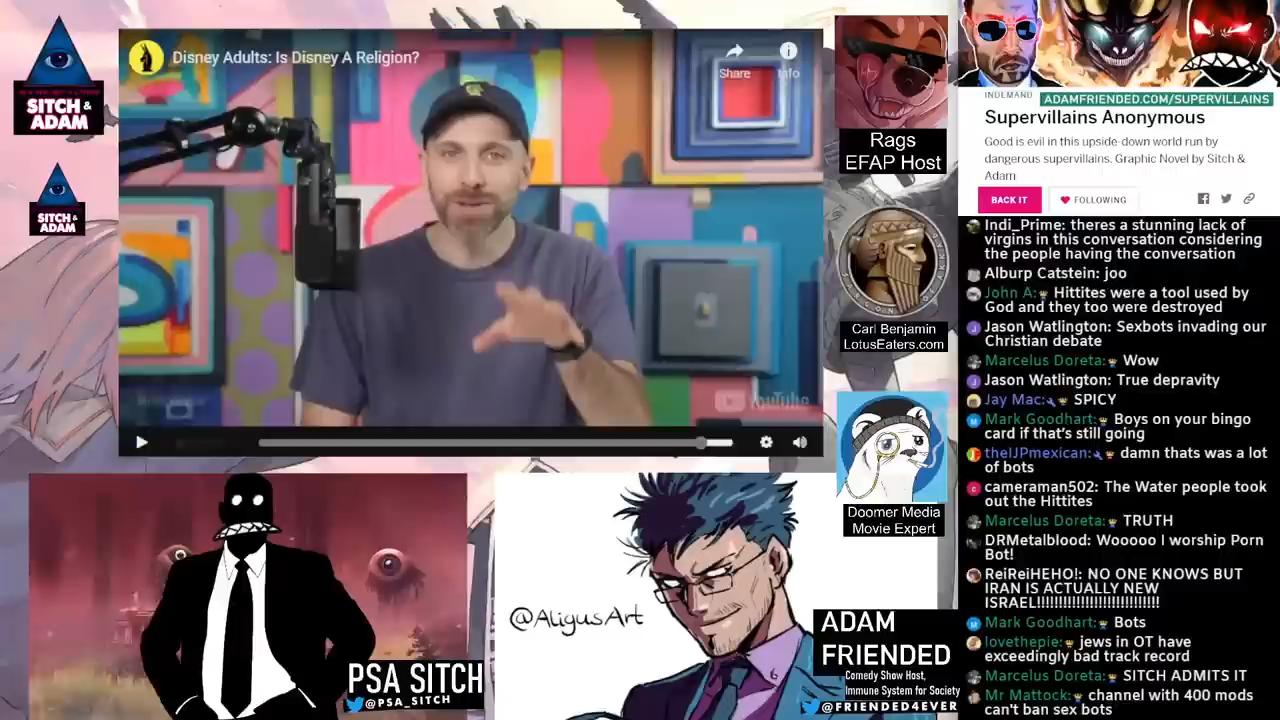 SITCH &
ADAM
SITCH &
ADAM
Disney Adults: Is Disney A Religion?
Share
Info
YouTube
Rags
EFAP Host
Carl Benjamin
LotusEaters.com
Doomer Media
Movie Expert
@AligusArt
PSA SITCH
@PSA_SITCH
ADAM
FRIENDED
Comedy Show Host,
Immune System for Society
@FRIENDED4EVER
INDEMAND
ADAMFRIENDED.COM/SUPERVILLAINS
Supervillains Anonymous
Good is evil in this upside-down world run by
dangerous supervillains. Graphic Novel by Sitch &
Adam
BACK IT
FOLLOWING
Indi_Prime: theres a stunning lack of
virgins in this conversation considering
the people having the conversation
Alburp Catstein: joo
John A: Hittites were a tool used by
God and they too were destroyed
Jason Watlington: Sexbots invading our
Christian debate
Marcelus Doreta: Wow
Jason Watlington: True depravity
Jay Mac: SPICY
Mark Goodhart: Boys on your bingo
card if that's still going
theIJPmexican: damn thats was a lot
of bots
cameraman502: The Water people took
out the Hittites
Marcelus Doreta: TRUTH
DRMetalblood: Wooooo I worship Porn
Bot!
ReiReiHEHO!: NO ONE KNOWS BUT
IRAN IS ACTUALLY NEW
ISRAEL!!!!!!!!!!!!!!!!!!!!!!!!!!!
Mark Goodhart: Bots
lovethepie: jews in OT have
exceedingly bad track record
Marcelus Doreta: SITCH ADMITS IT
Mr Mattock: channel with 400 mods
can't ban sex bots